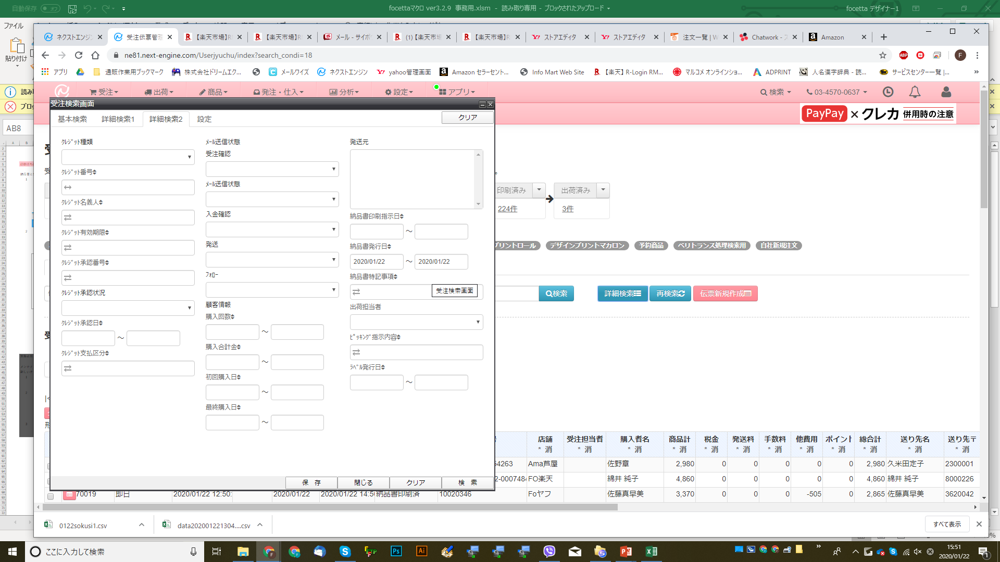 自動保存 オフ
focettaマクロ ver3.2.9 事務用.xlsm - 読み取り専用 - ブロックされたアップロード
focetta デザイナー1
ファイル
貼り付け
ネクストエンジン
受注伝票管理
【楽天市場】R
【楽天市場】R
メール - サイボ
(1)【楽天市場
【楽天市場】R
ストアエディタ
ストアエディタ
注文一覧 | W
Chatwork - ス
Amazon
ne81.next-engine.com/Userjyuchu/index?search_condi=18
アプリ
通販作業用ブックマーク
株式会社ドリームエク...
メールワイズ
ネクストエンジン
yahoo管理画面
Amazon セラーセント...
Info Mart Web Site
【楽天】R-Login RM...
マルコメ オンラインショ...
ADPRINT
人名漢字辞典 - 読...
サービスセンター一覧 |...
受注
出荷
商品
発注・仕入
分析
設定
アプリ
検索
03-4570-0637
PayPay × クレカ 併用時の注意
AB8
受注検索画面
基本検索
詳細検索1
詳細検索2
設定
クリア
クレジット種類
クレジット番号
クレジット名義人
クレジット有効期限
クレジット承認番号
クレジット承認状況
クレジット承認日
～
クレジット支払区分
メール送信状態
受注確認
メール送信状態
入金確認
発送
フォロー
顧客情報
購入回数
～
購入合計金
～
初回購入日
～
最終購入日
～
発送元
納品書印刷指示日
～
納品書発行日
2020/01/22 ～ 2020/01/22
納品書特記事項
受注検索画面
出荷担当者
ピッキング指示内容
ラベル発行日
～
保 存
閉じる
クリア
検 索
印刷済み
224件
出荷済み
3件
プリントロール
デザインプリントマカロン
予約商品
ベリトランス処理検索用
自社新規注文
検索
詳細検索
再検索
伝票新規作成
店舗 受注担当者 購入者名 商品計 税金 発送料 手数料 他費用 ポイント 総合計 送り先名 送り先〒
* 消 * 消 * 消 * 消 * 消 * 消 * 消 * 消 * 消 * 消 * 消 * 消
54263 Ama芦屋 佐野章 2,980 0 0 0 0 0 2,980 久米田定子 2300001
2-0007484 FO楽天 綿井 純子 4,860 0 0 0 0 0 4,860 綿井 純子 8000226
70019 即日 2020/01/22 12:50: 2020/01/22 2020/01/22 14:50 納品書印刷済 10020346 Foヤフ 佐藤真早美 3,370 0 0 0 -505 0 2,865 佐藤真早美 3620042
0122sokusi1.csv
data202001221304....csv
すべて表示
ここに入力して検索
15:51
2020/01/22